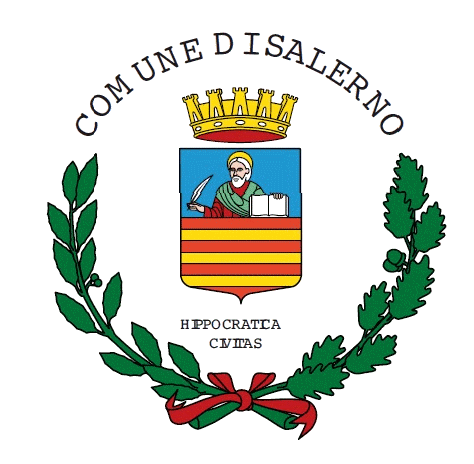 COMUNE DI SALERNO
HIPPOCRATICA
CIVITAS